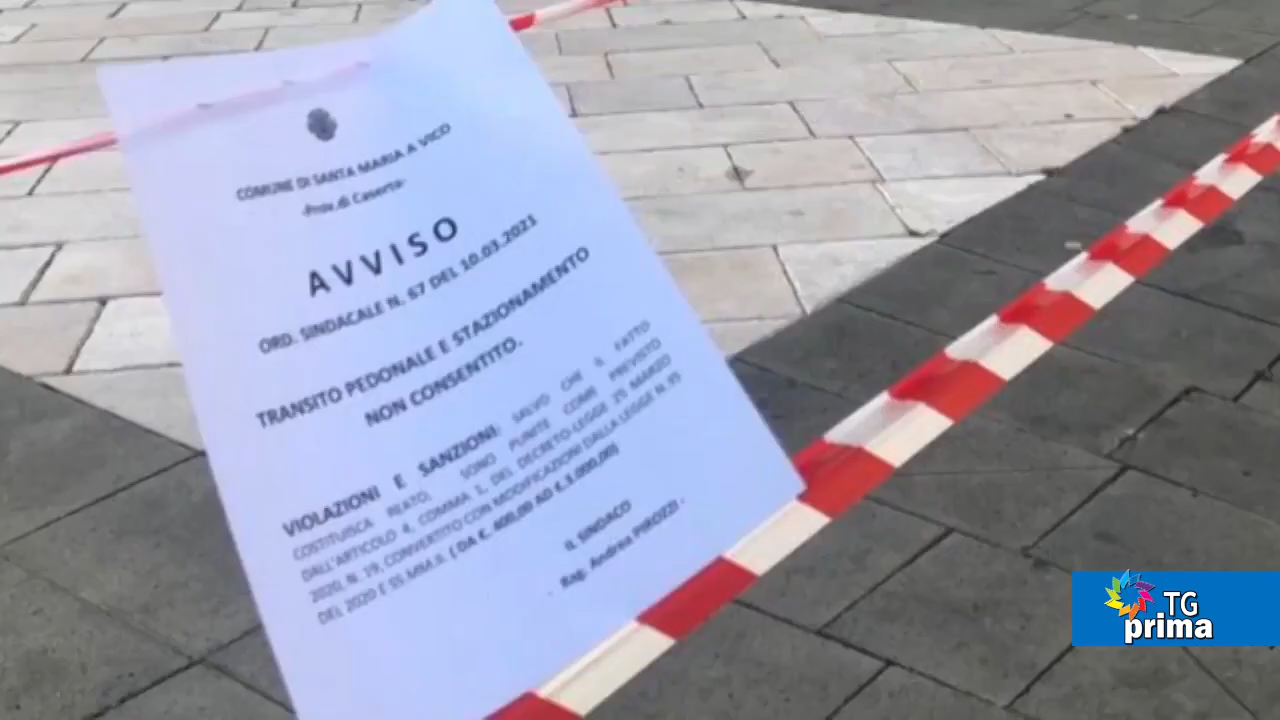 COMUNE DI SANTA MARIA A VICO
-Prov.di Caserta-
AVVISO
ORD. SINDACALE N. 67 DEL 10.03.2021
TRANSITO PEDONALE E STAZIONAMENTO
NON CONSENTITO.
VIOLAZIONI E SANZIONI: SALVO CHE IL FATTO
COSTITUISCA REATO, SONO PUNITE COME PREVISTO
DALL'ARTICOLO 4, COMMA 1, DEL DECRETO-LEGGE 25 MARZO
2020, N. 19, CONVERTITO CON MODIFICAZIONI DALLA LEGGE N.35
DEL 2020 E SS.MM.II. ( DA €. 400,00 AD €.3.000,00)
IL SINDACO
Rag. Andrea PIROZZI -
TG
prima